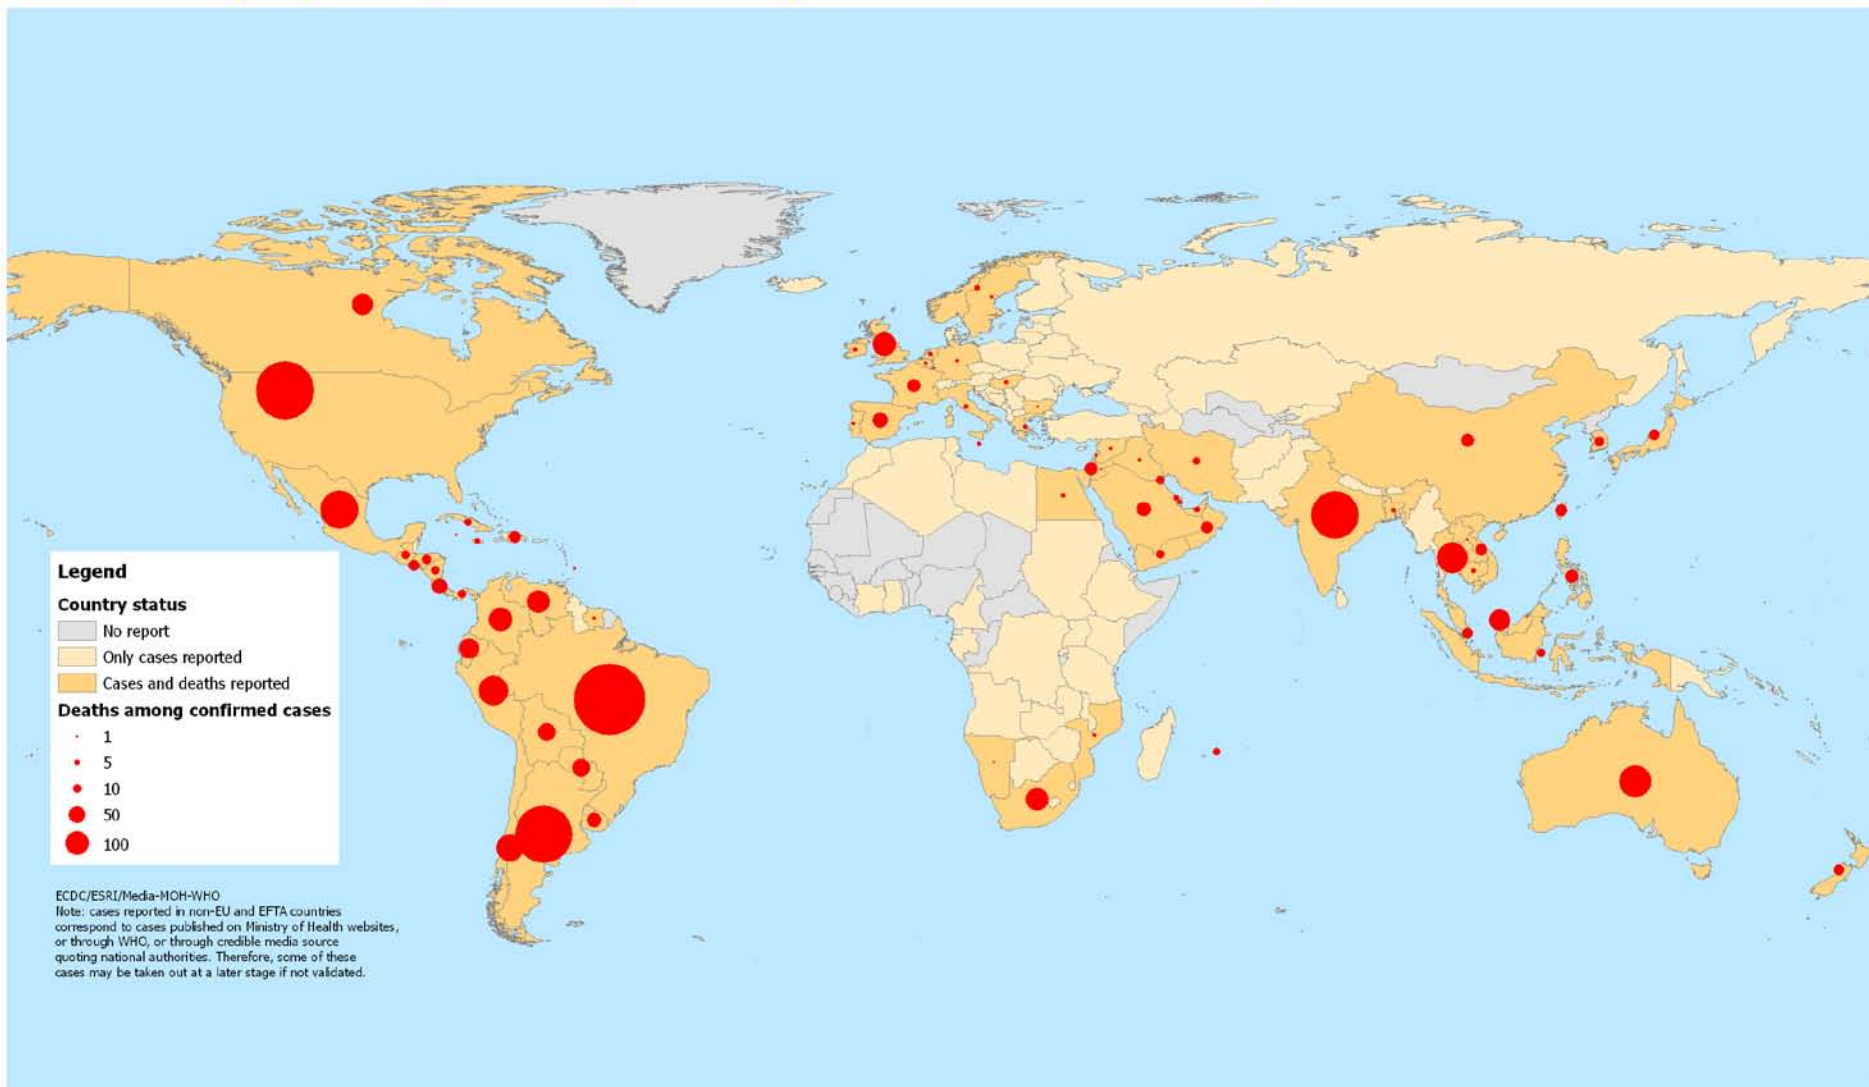 Legend
Country status
No report
Only cases reported
Cases and deaths reported
Deaths among confirmed cases
1
5
10
50
100
ECDC/ESRI/Media-MOH-WHO
Note: cases reported in non-EU and EFTA countries
correspond to cases published on Ministry of Health websites,
or through WHO, or through credible media source
quoting national authorities. Therefore, some of these
cases may be taken out at a later stage if not validated.